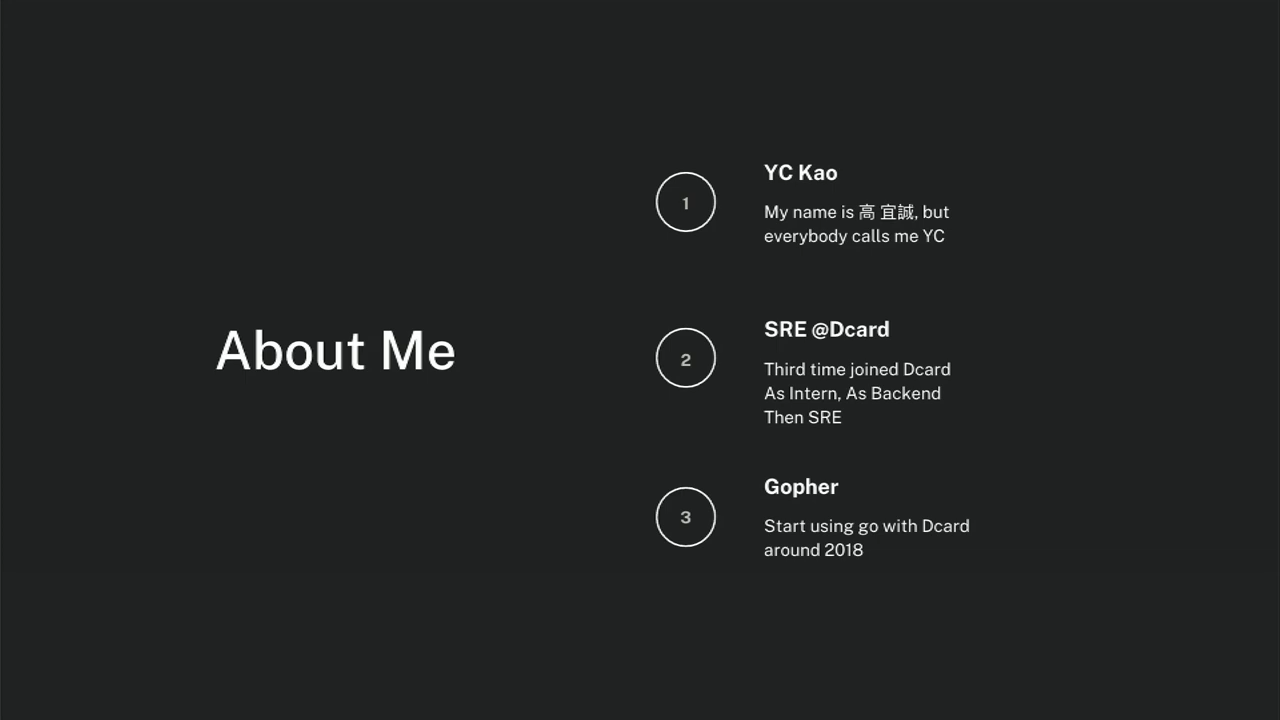 About Me
1
YC Kao
My name is 高 宜誠, but
everybody calls me YC
2
SRE @Dcard
Third time joined Dcard
As Intern, As Backend
Then SRE
3
Gopher
Start using go with Dcard
around 2018